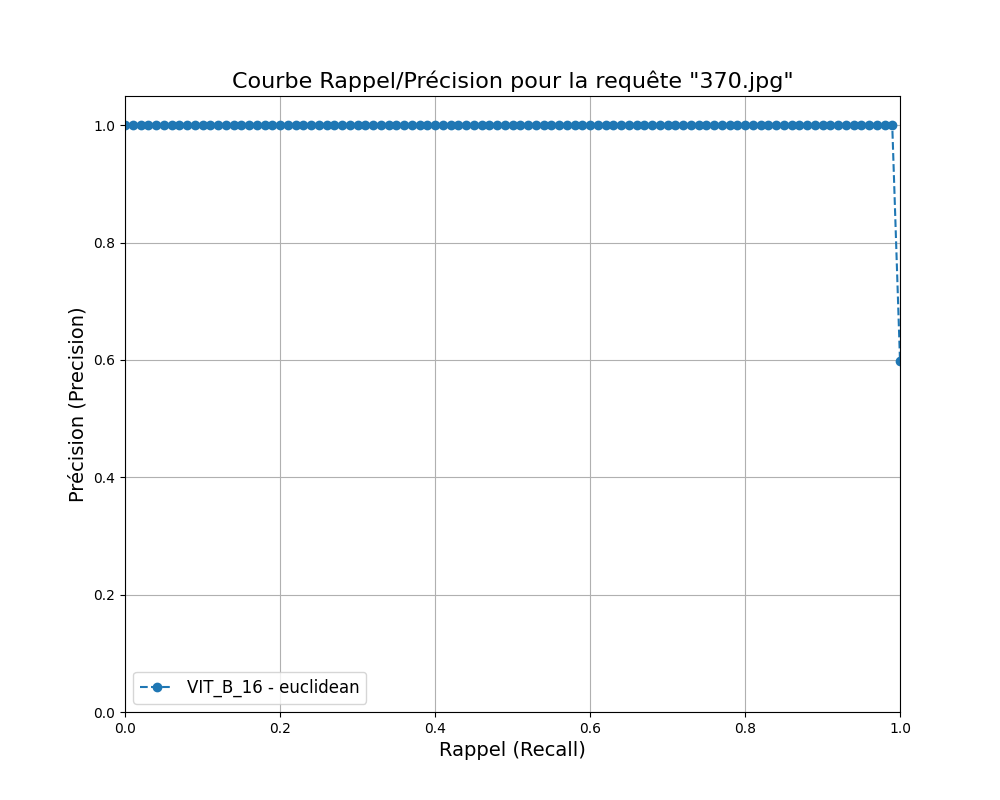 Courbe Rappel/Précision pour la requête "370.jpg"
Précision (Precision)
1.0
0.8
0.6
0.4
0.2
0.0
VIT_B_16 - euclidean
0.0 0.2 0.4 0.6 0.8 1.0
Rappel (Recall)